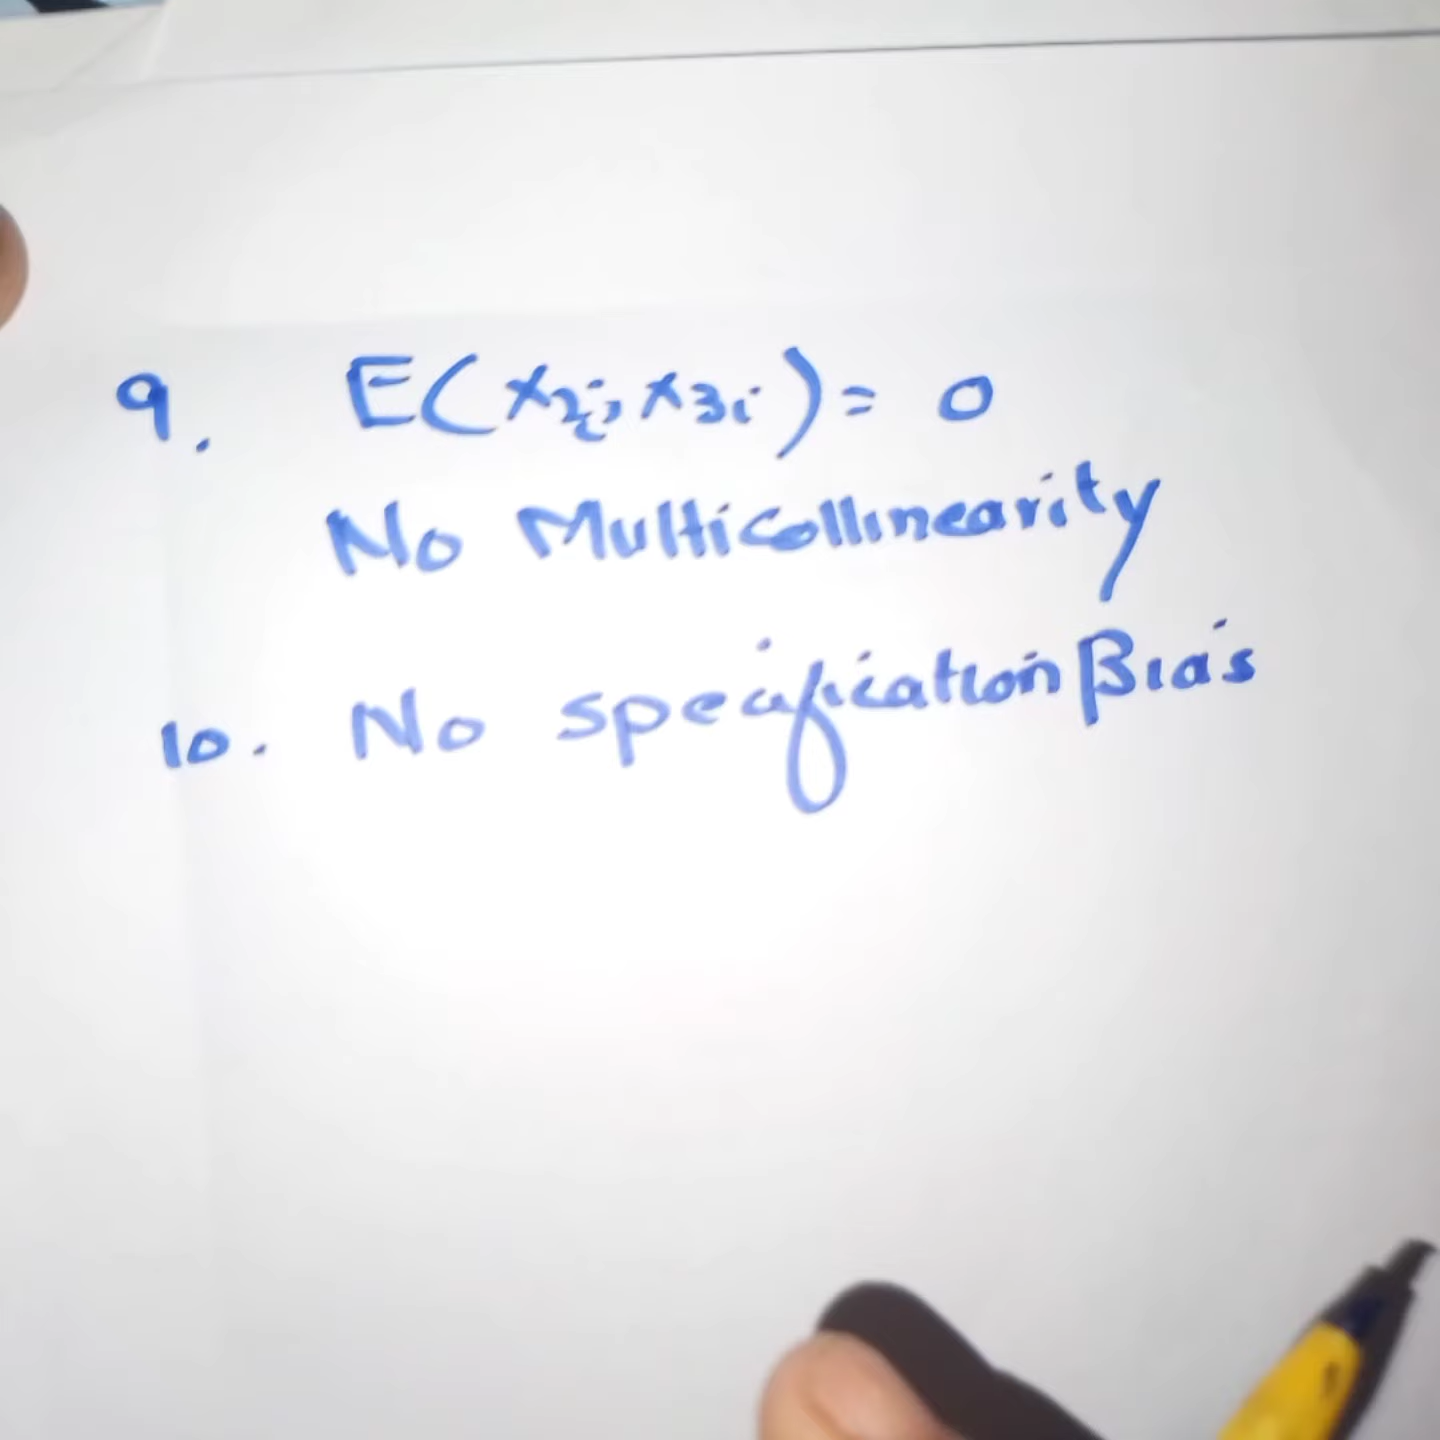 9. E(x2i, x3i) = 0
No Multicollinearity
10. No specification Bias